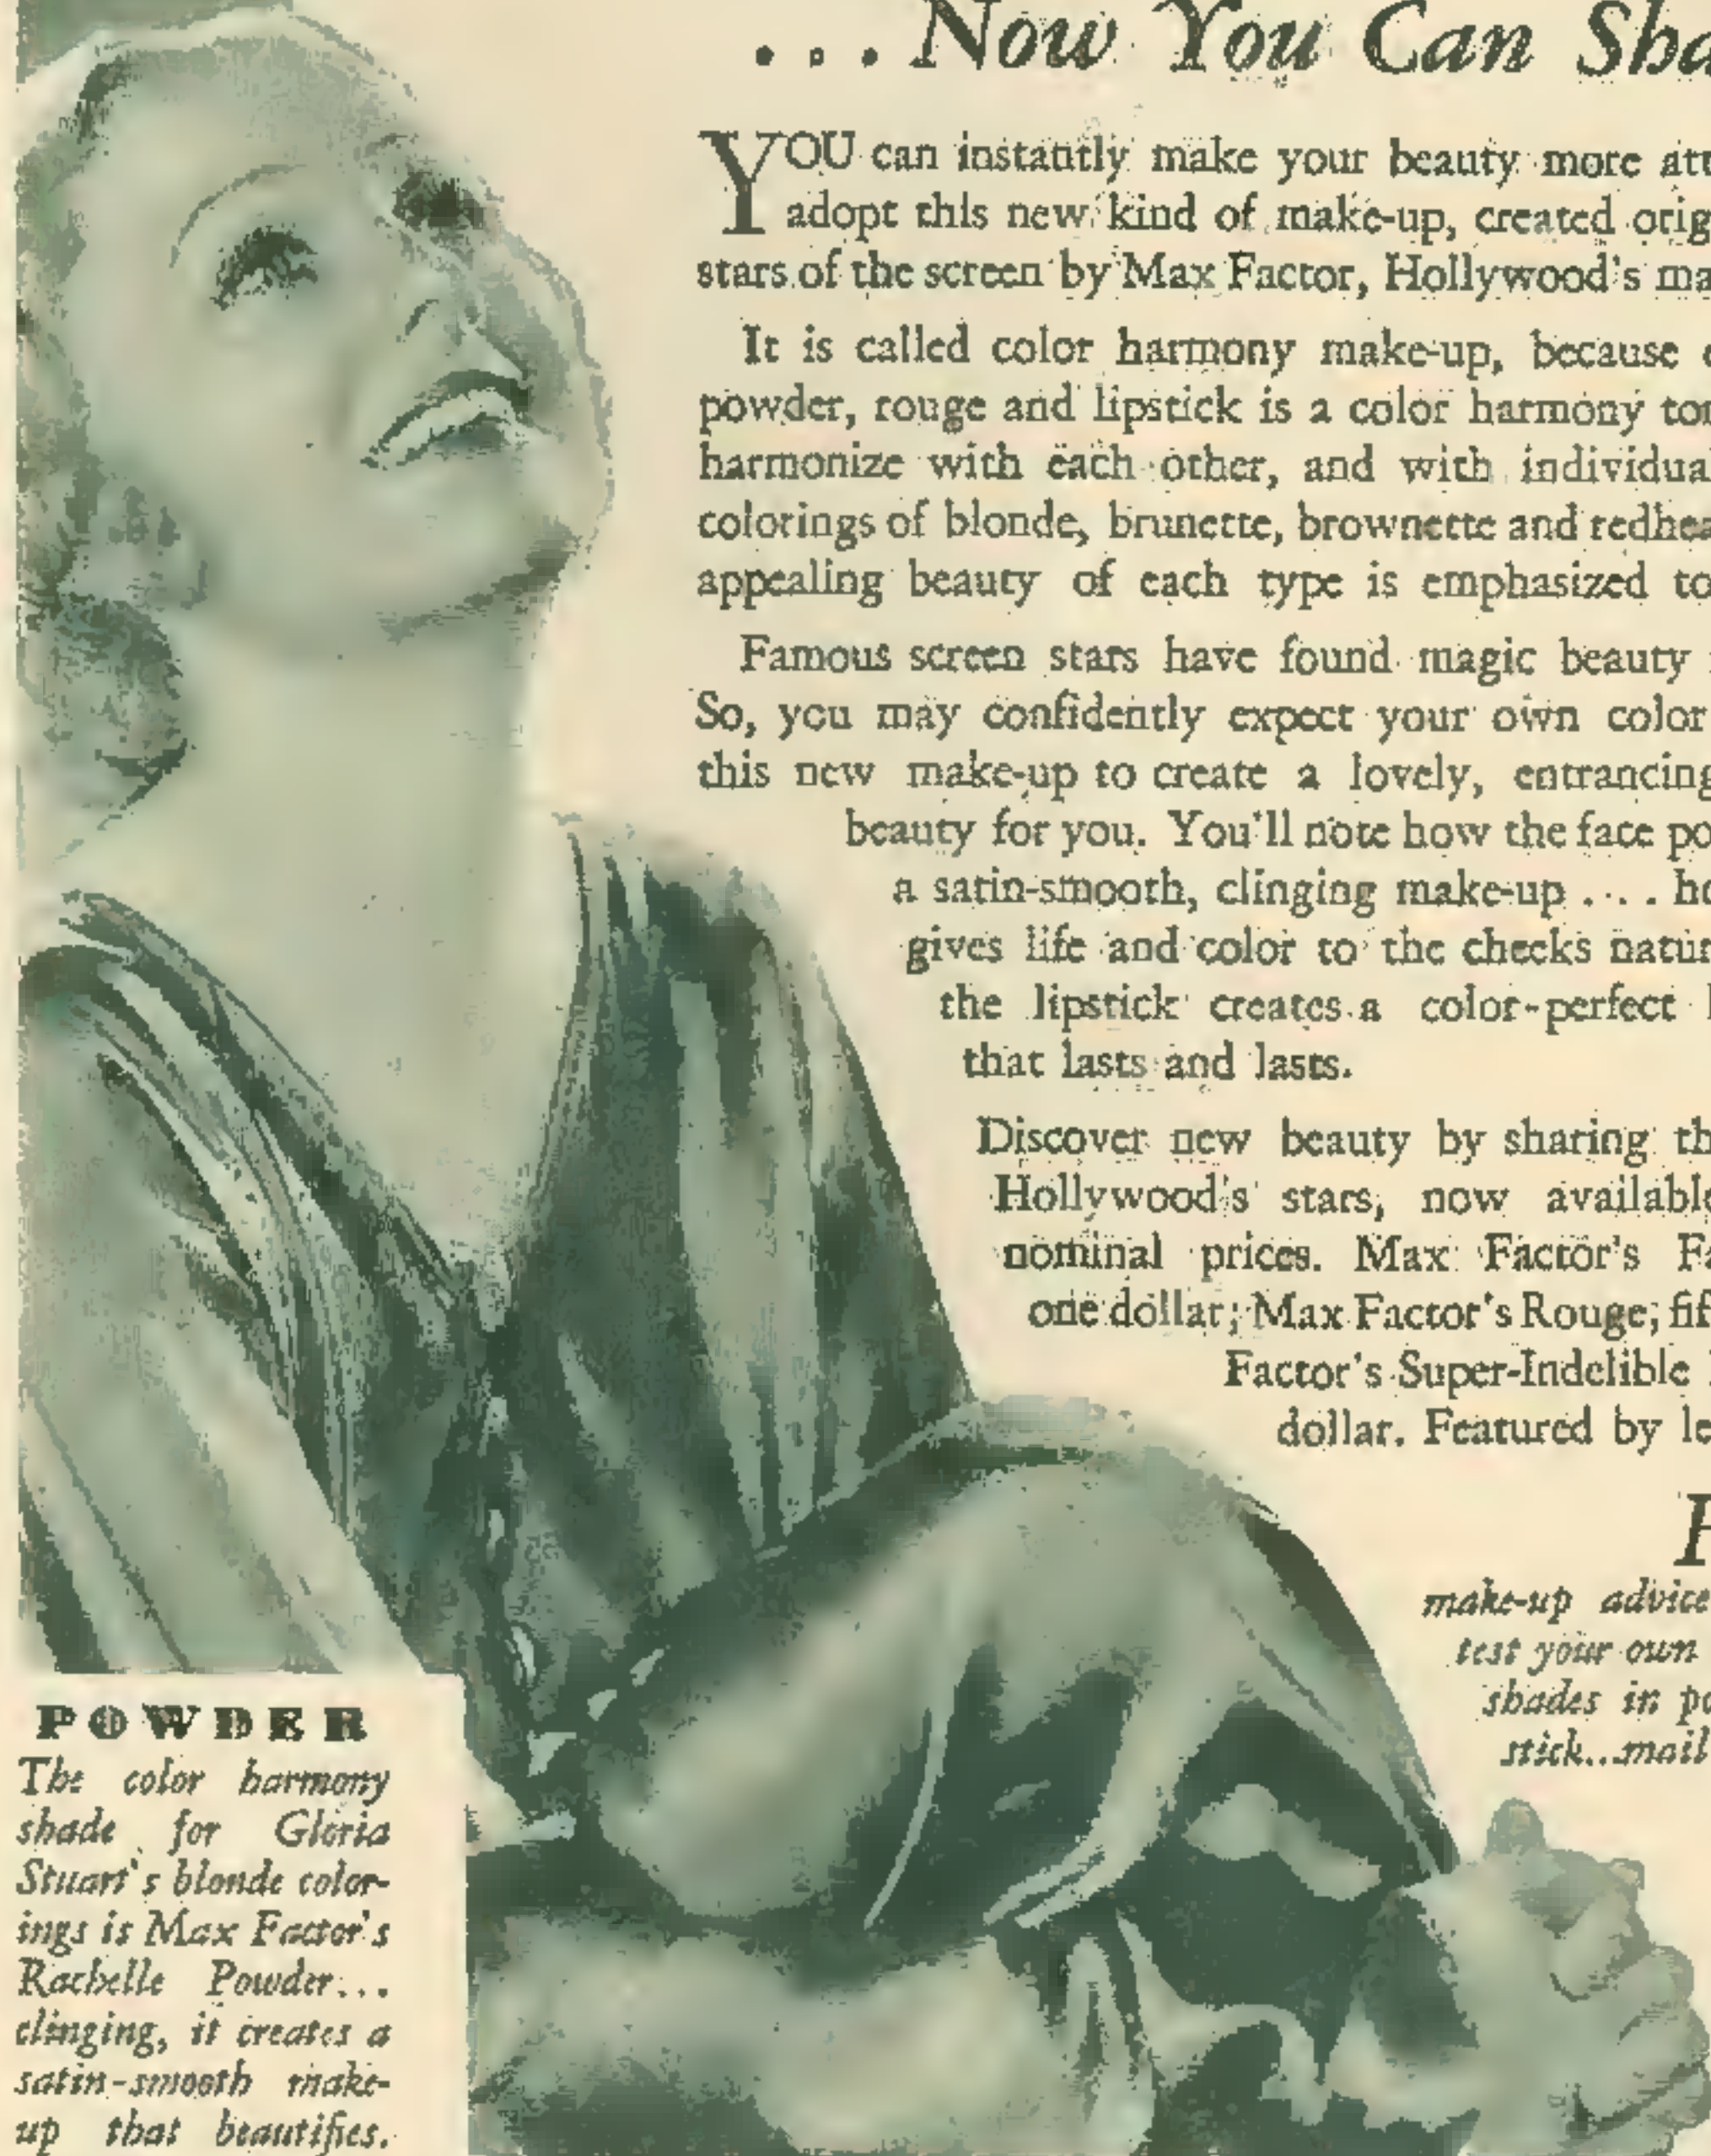 ... Now You Can Sha
YOU can instantly make your beauty more att
adopt this new kind of make-up, created orig
stars of the screen by Max Factor, Hollywood's ma
It is called color harmony make-up, because
powder, rouge and lipstick is a color harmony ton
harmonize with each other, and with individual
colorings of blonde, brunette, brownette and redhea
appealing beauty of each type is emphasized to
Famous screen stars have found magic beauty
So, you may confidently expect your own color
this new make-up to create a lovely, entrancing
beauty for you. You'll note how the face po
a satin-smooth, clinging make-up . . . ho
gives life and color to the cheeks natur
the lipstick creates a color-perfect
that lasts and lasts.
Discover new beauty by sharing th
Hollywood's stars, now available
nominal prices. Max Factor's Fa
one dollar; Max Factor's Rouge, fif
Factor's Super-Indelible
dollar. Featured by le
make-up advice
test your own
shades in po
stick...mail
POWDER
The color harmony
shade for Gloria
Stuart's blonde color-
ings is Max Factor's
Rachelle Powder...
clinging, it creates a
satin-smooth make-
up that beautifies.